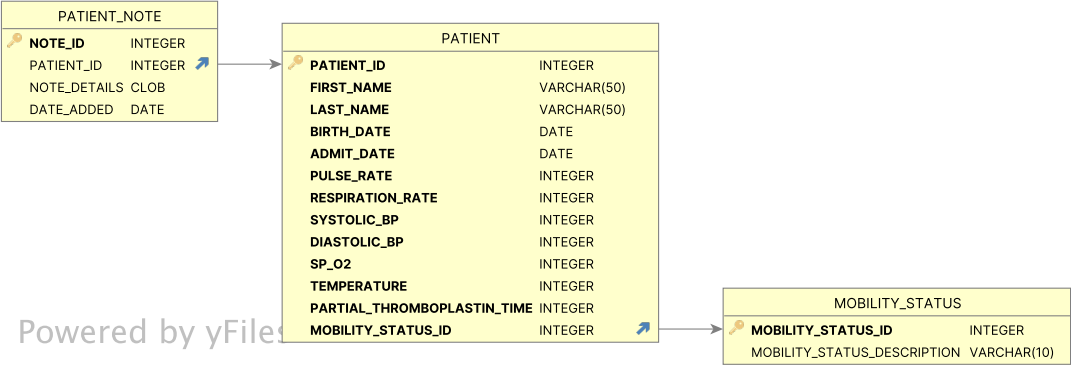 PATIENT_NOTE
NOTE_ID INTEGER
PATIENT_ID INTEGER
NOTE_DETAILS CLOB
DATE_ADDED DATE
PATIENT
PATIENT_ID INTEGER
FIRST_NAME VARCHAR(50)
LAST_NAME VARCHAR(50)
BIRTH_DATE DATE
ADMIT_DATE DATE
PULSE_RATE INTEGER
RESPIRATION_RATE INTEGER
SYSTOLIC_BP INTEGER
DIASTOLIC_BP INTEGER
SP_O2 INTEGER
TEMPERATURE INTEGER
PARTIAL_THROMBOPLASTIN_TIME INTEGER
MOBILITY_STATUS_ID INTEGER
MOBILITY_STATUS
MOBILITY_STATUS_ID INTEGER
MOBILITY_STATUS_DESCRIPTION VARCHAR(10)
Powered by yFiles